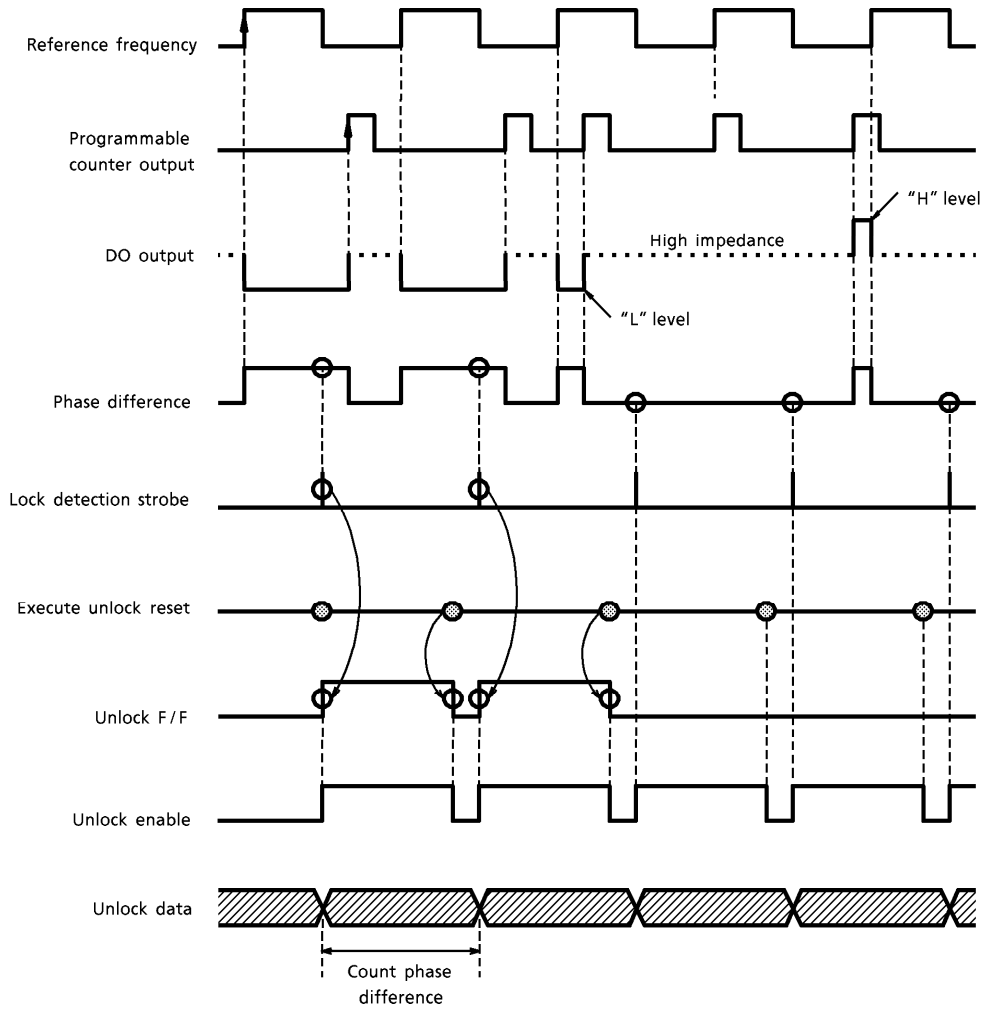 Reference frequency
Programmable
counter output
"H" level
DO output
High impedance
"L" level
Phase difference
Lock detection strobe
Execute unlock reset
Unlock F/F
Unlock enable
Unlock data
Count phase
difference